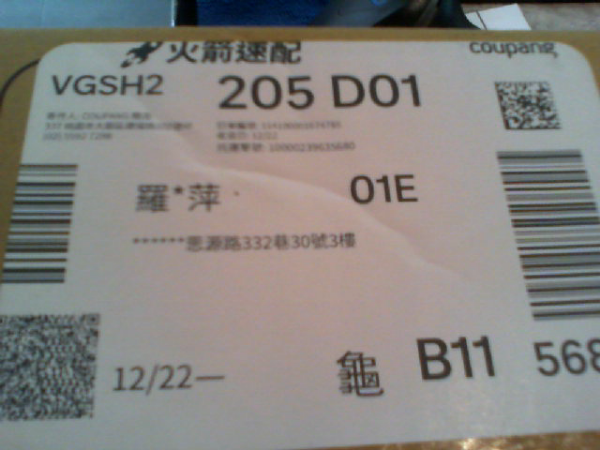 火箭速配
coupang
VGSH2
205 D01
羅*萍
01E
******思源路332巷30號3樓
12/22—
龜
B11
568